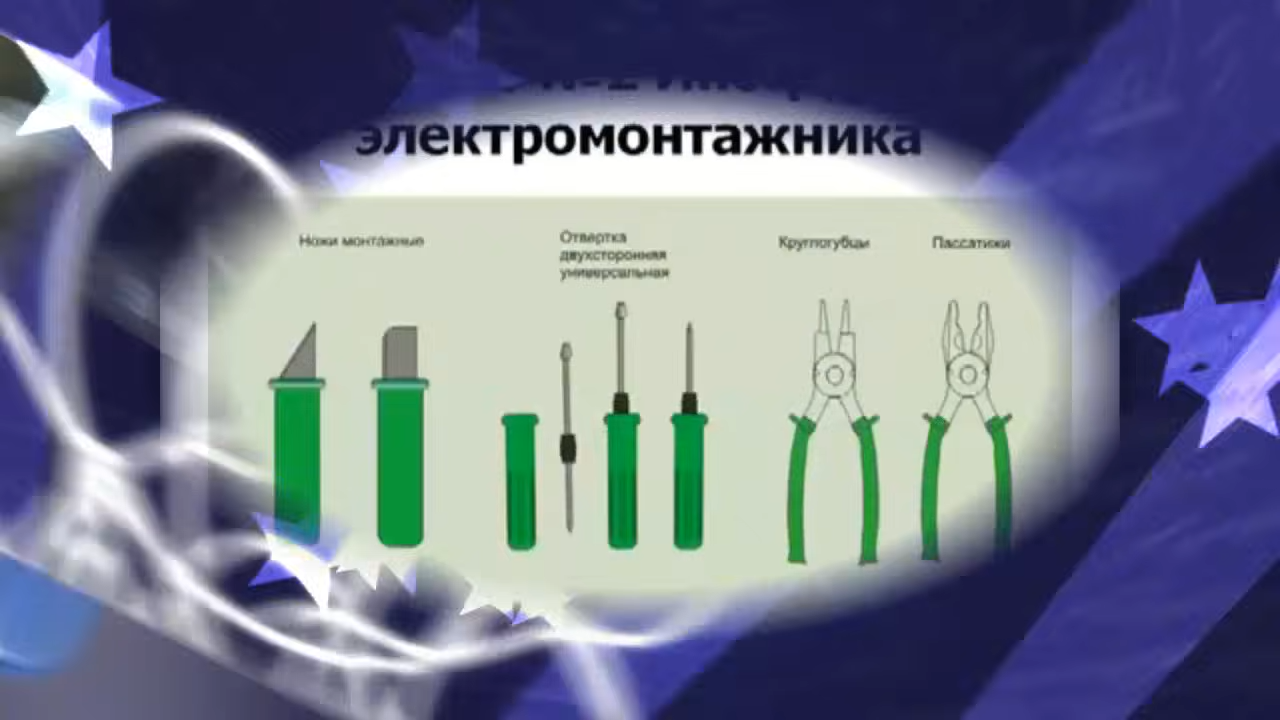 электромонтажника
Ножи монтажные
Отвертка
двухсторонняя
универсальная
Круглогубцы
Пассатижи